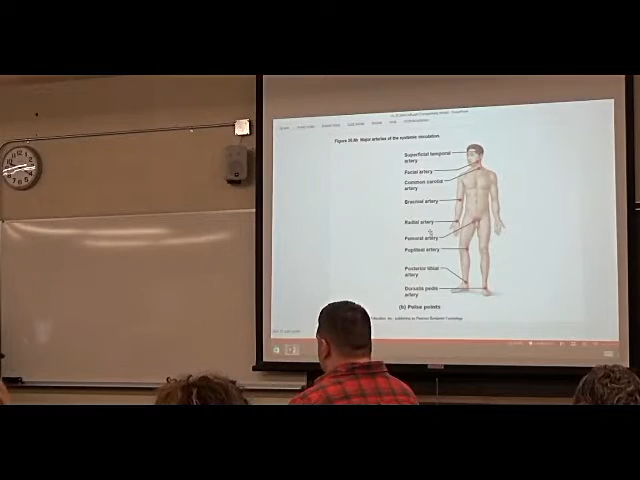 Figure 20.8b Major arteries of the systemic circulation.
Superficial temporal
artery
Facial artery
Common carotid
artery
Brachial artery
Radial artery
Femoral artery
Popliteal artery
Posterior tibial
artery
Dorsalis pedis
artery
(b) Pulse points